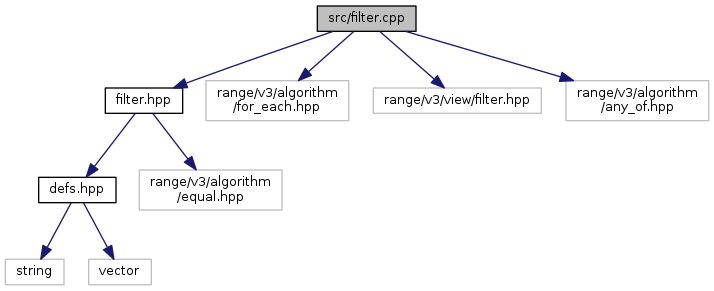 src/filter.cpp
filter.hpp
range/v3/algorithm
/for_each.hpp
range/v3/view/filter.hpp
range/v3/algorithm
/any_of.hpp
defs.hpp
range/v3/algorithm
/equal.hpp
string
vector